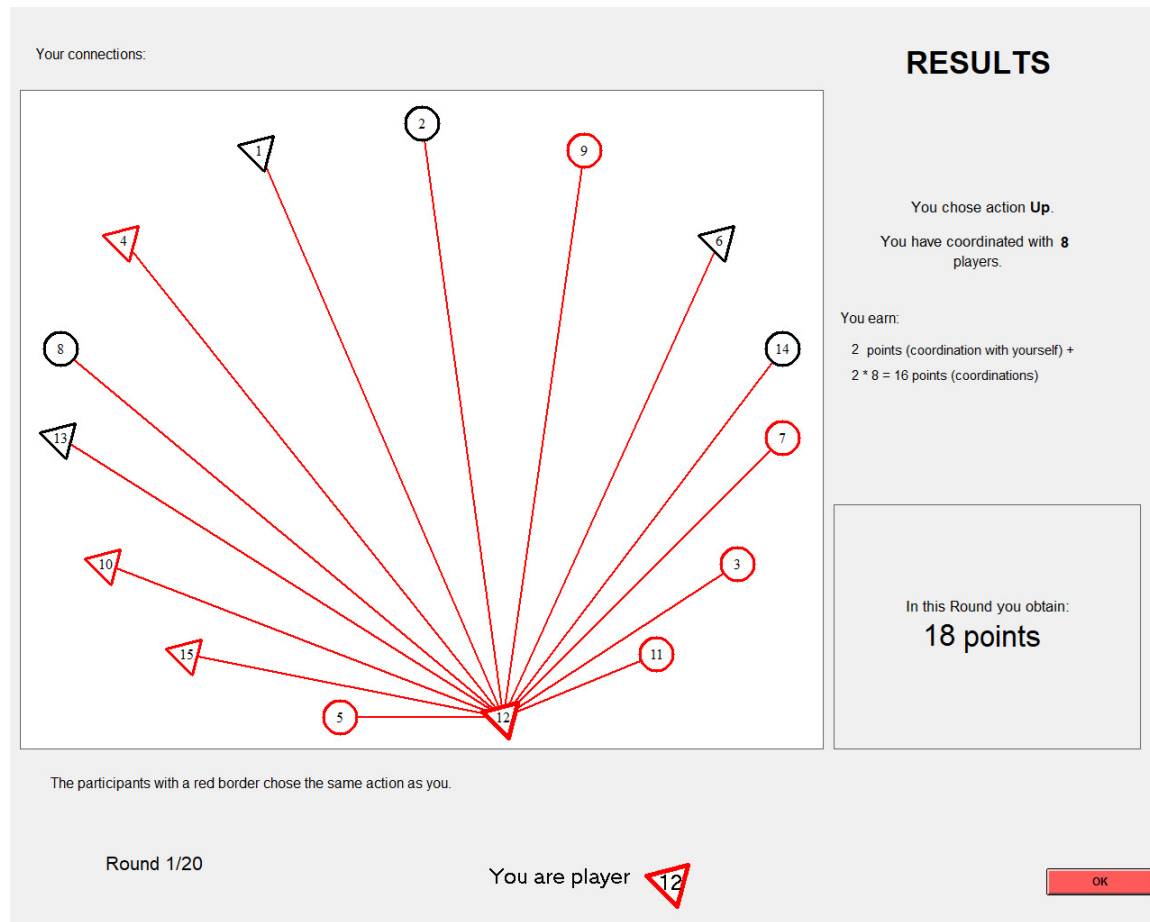 Your connections:
RESULTS
2
1
9
4
6
8
14
13
7
10
3
15
11
5
12
You chose action Up.
You have coordinated with 8
players.
You earn:
2 points (coordination with yourself) +
2 * 8 = 16 points (coordinations)
In this Round you obtain:
18 points
The participants with a red border chose the same action as you.
Round 1/20
You are player 12
OK